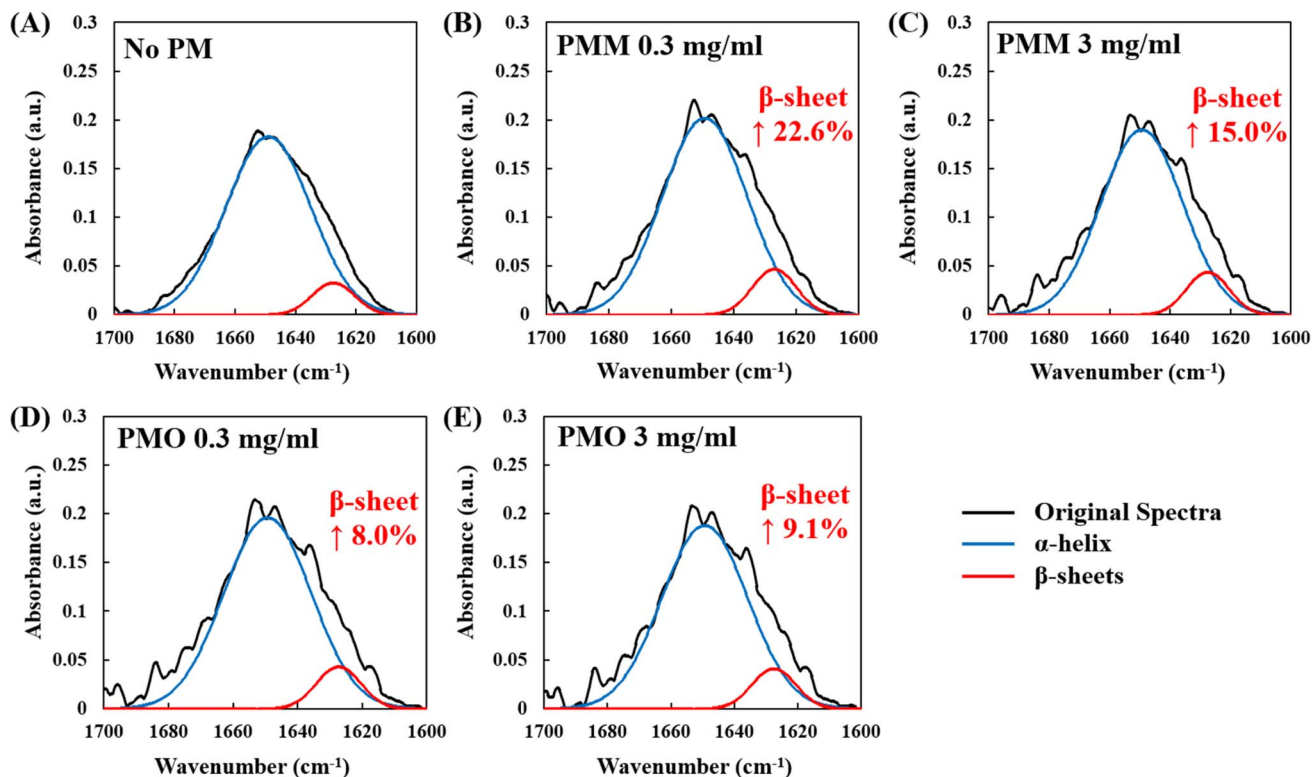 (A)
No PM
Absorbance (a.u.)
0.3
0.25
0.2
0.15
0.1
0.05
0
1700 1680 1660 1640 1620 1600
Wavenumber (cm⁻¹)
(B)
PMM 0.3 mg/ml
β-sheet
↑ 22.6%
Absorbance (a.u.)
0.3
0.25
0.2
0.15
0.1
0.05
0
1700 1680 1660 1640 1620 1600
Wavenumber (cm⁻¹)
(C)
PMM 3 mg/ml
β-sheet
↑ 15.0%
Absorbance (a.u.)
0.3
0.25
0.2
0.15
0.1
0.05
0
1700 1680 1660 1640 1620 1600
Wavenumber (cm⁻¹)
(D)
PMO 0.3 mg/ml
β-sheet
↑ 8.0%
Absorbance (a.u.)
0.3
0.25
0.2
0.15
0.1
0.05
0
1700 1680 1660 1640 1620 1600
Wavenumber (cm⁻¹)
(E)
PMO 3 mg/ml
β-sheet
↑ 9.1%
Absorbance (a.u.)
0.3
0.25
0.2
0.15
0.1
0.05
0
1700 1680 1660 1640 1620 1600
Wavenumber (cm⁻¹)
Original Spectra
α-helix
β-sheets